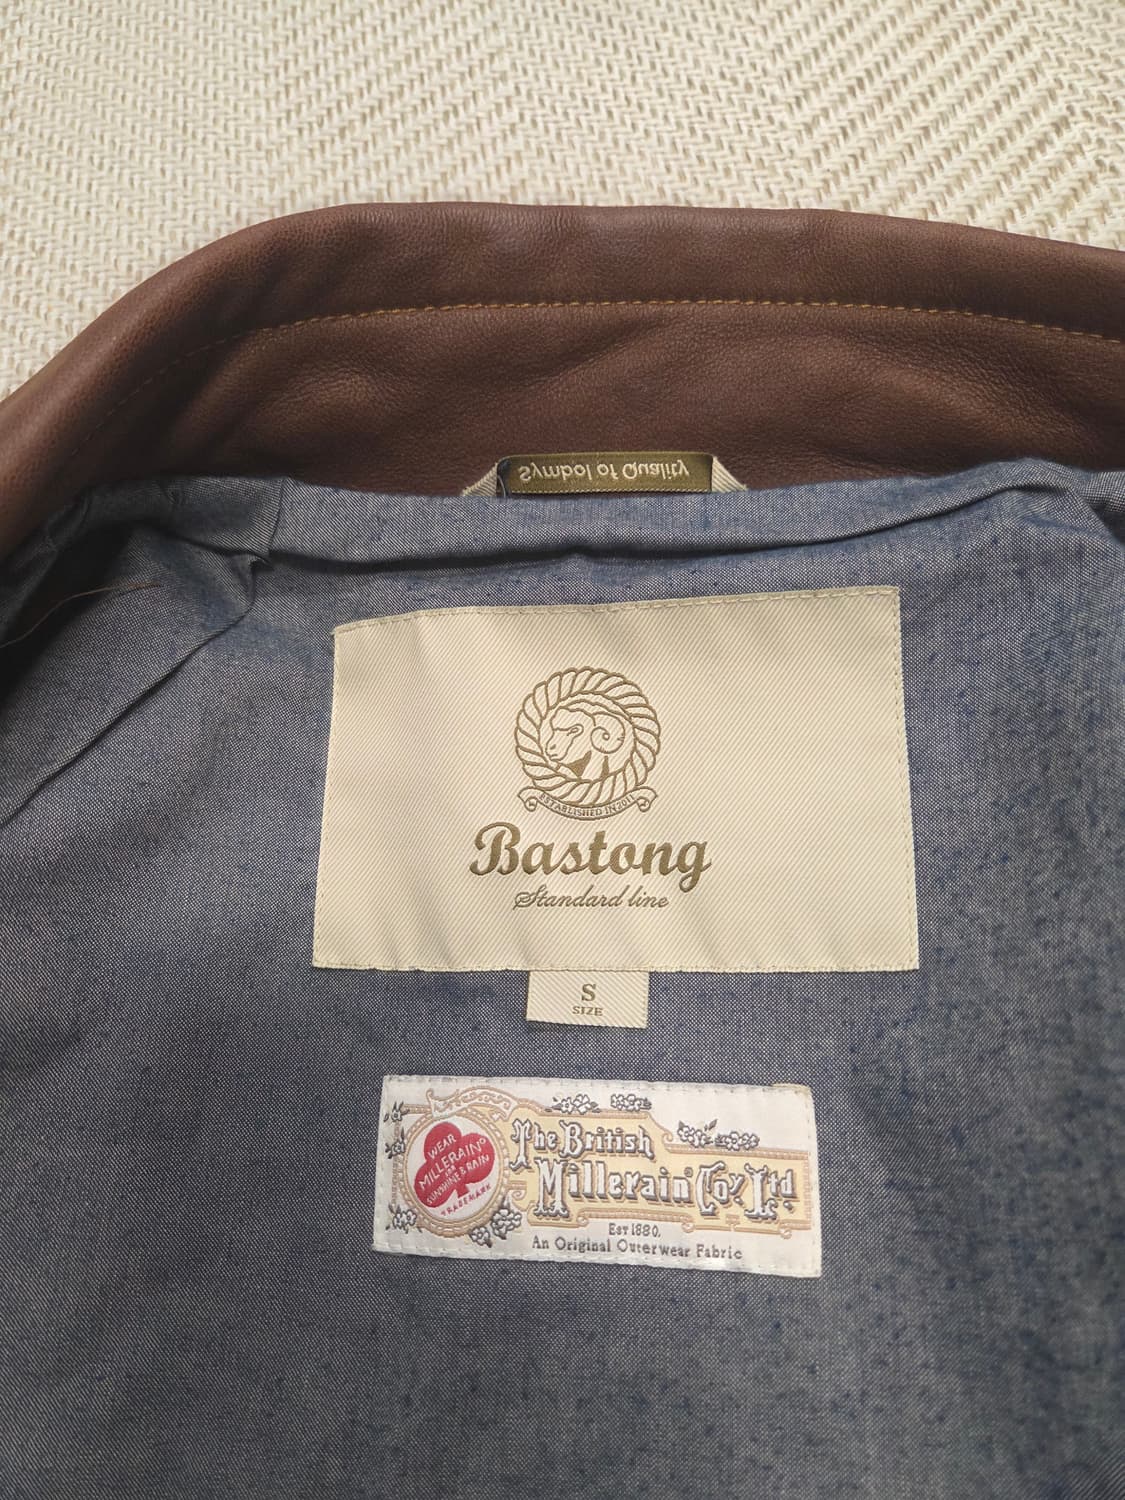 Symbol of Quality
ESTABLISHED IN 2011
Bastong
Standard line
S
SIZE
WEAR
MILLERAIN®
FOR
SUNSHINE & RAIN
TRADEMARK
The British
Millerain® Coy Ltd
Est 1880.
An Original Outerwear Fabric